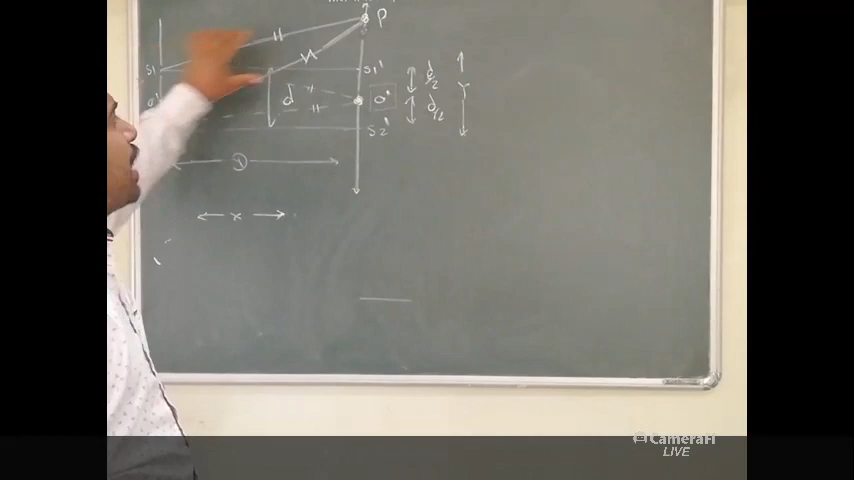 P
S1 S1' d/2
d o' Y
o' d/2
S2'
D
x
CameraFi
LIVE